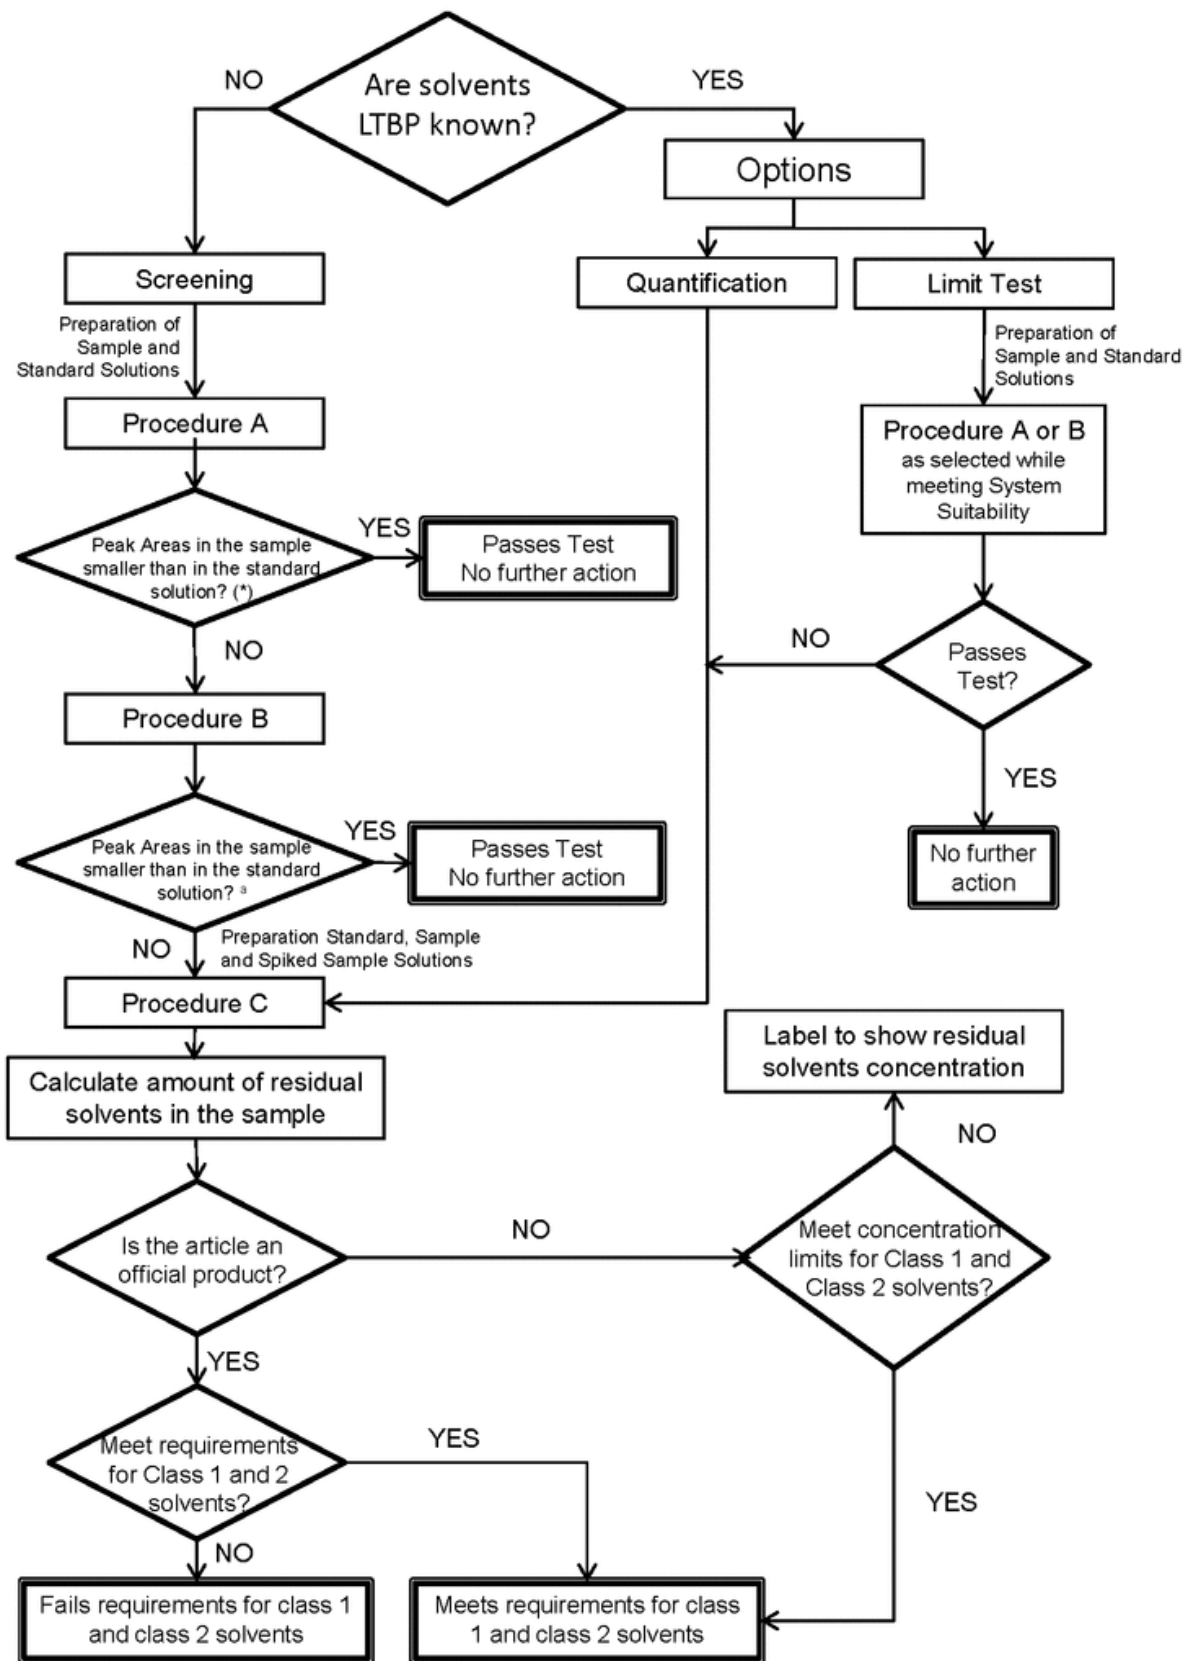 Are solvents
LTBP known?
NO
YES
Options
Screening
Quantification
Limit Test
Preparation of
Sample and
Standard Solutions
Preparation of
Sample and Standard
Solutions
Procedure A
Procedure A or B
as selected while
meeting System
Suitability
Peak Areas in the sample
smaller than in the standard
solution? (*)
YES
Passes Test
No further action
NO
NO
Passes
Test?
Procedure B
YES
Peak Areas in the sample
smaller than in the standard
solution? ª
YES
Passes Test
No further action
No further
action
NO
Preparation Standard, Sample
and Spiked Sample Solutions
Procedure C
Label to show residual
solvents concentration
Calculate amount of residual
solvents in the sample
NO
Is the article an
official product?
NO
Meet concentration
limits for Class 1 and
Class 2 solvents?
YES
Meet requirements
for Class 1 and 2
solvents?
YES
YES
NO
Fails requirements for class 1
and class 2 solvents
Meets requirements for class
1 and class 2 solvents